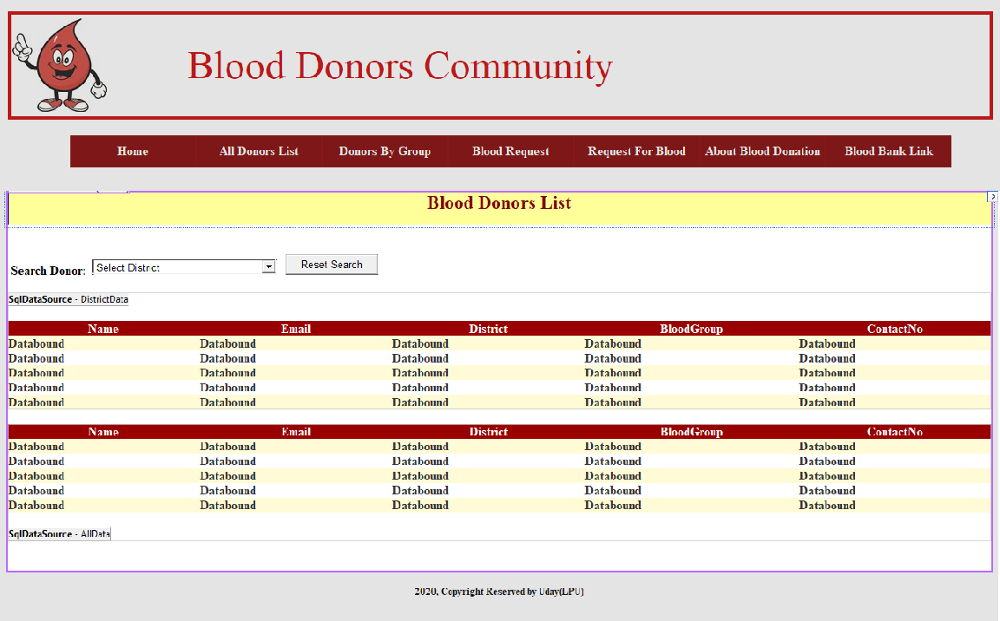 Blood Donors Community
Home All Donors List Donors By Group Blood Request Request For Blood About Blood Donation Blood Bank Link
Blood Donors List
Search Donor: Select District Reset Search
SqlDataSource - DistrictData
Name Email District BloodGroup ContactNo
Databound Databound Databound Databound Databound
Databound Databound Databound Databound Databound
Databound Databound Databound Databound Databound
Databound Databound Databound Databound Databound
Databound Databound Databound Databound Databound
Name Email District BloodGroup ContactNo
Databound Databound Databound Databound Databound
Databound Databound Databound Databound Databound
Databound Databound Databound Databound Databound
Databound Databound Databound Databound Databound
Databound Databound Databound Databound Databound
SqlDataSource - AllData
2020, Copyright Reserved by Uday(LPU)